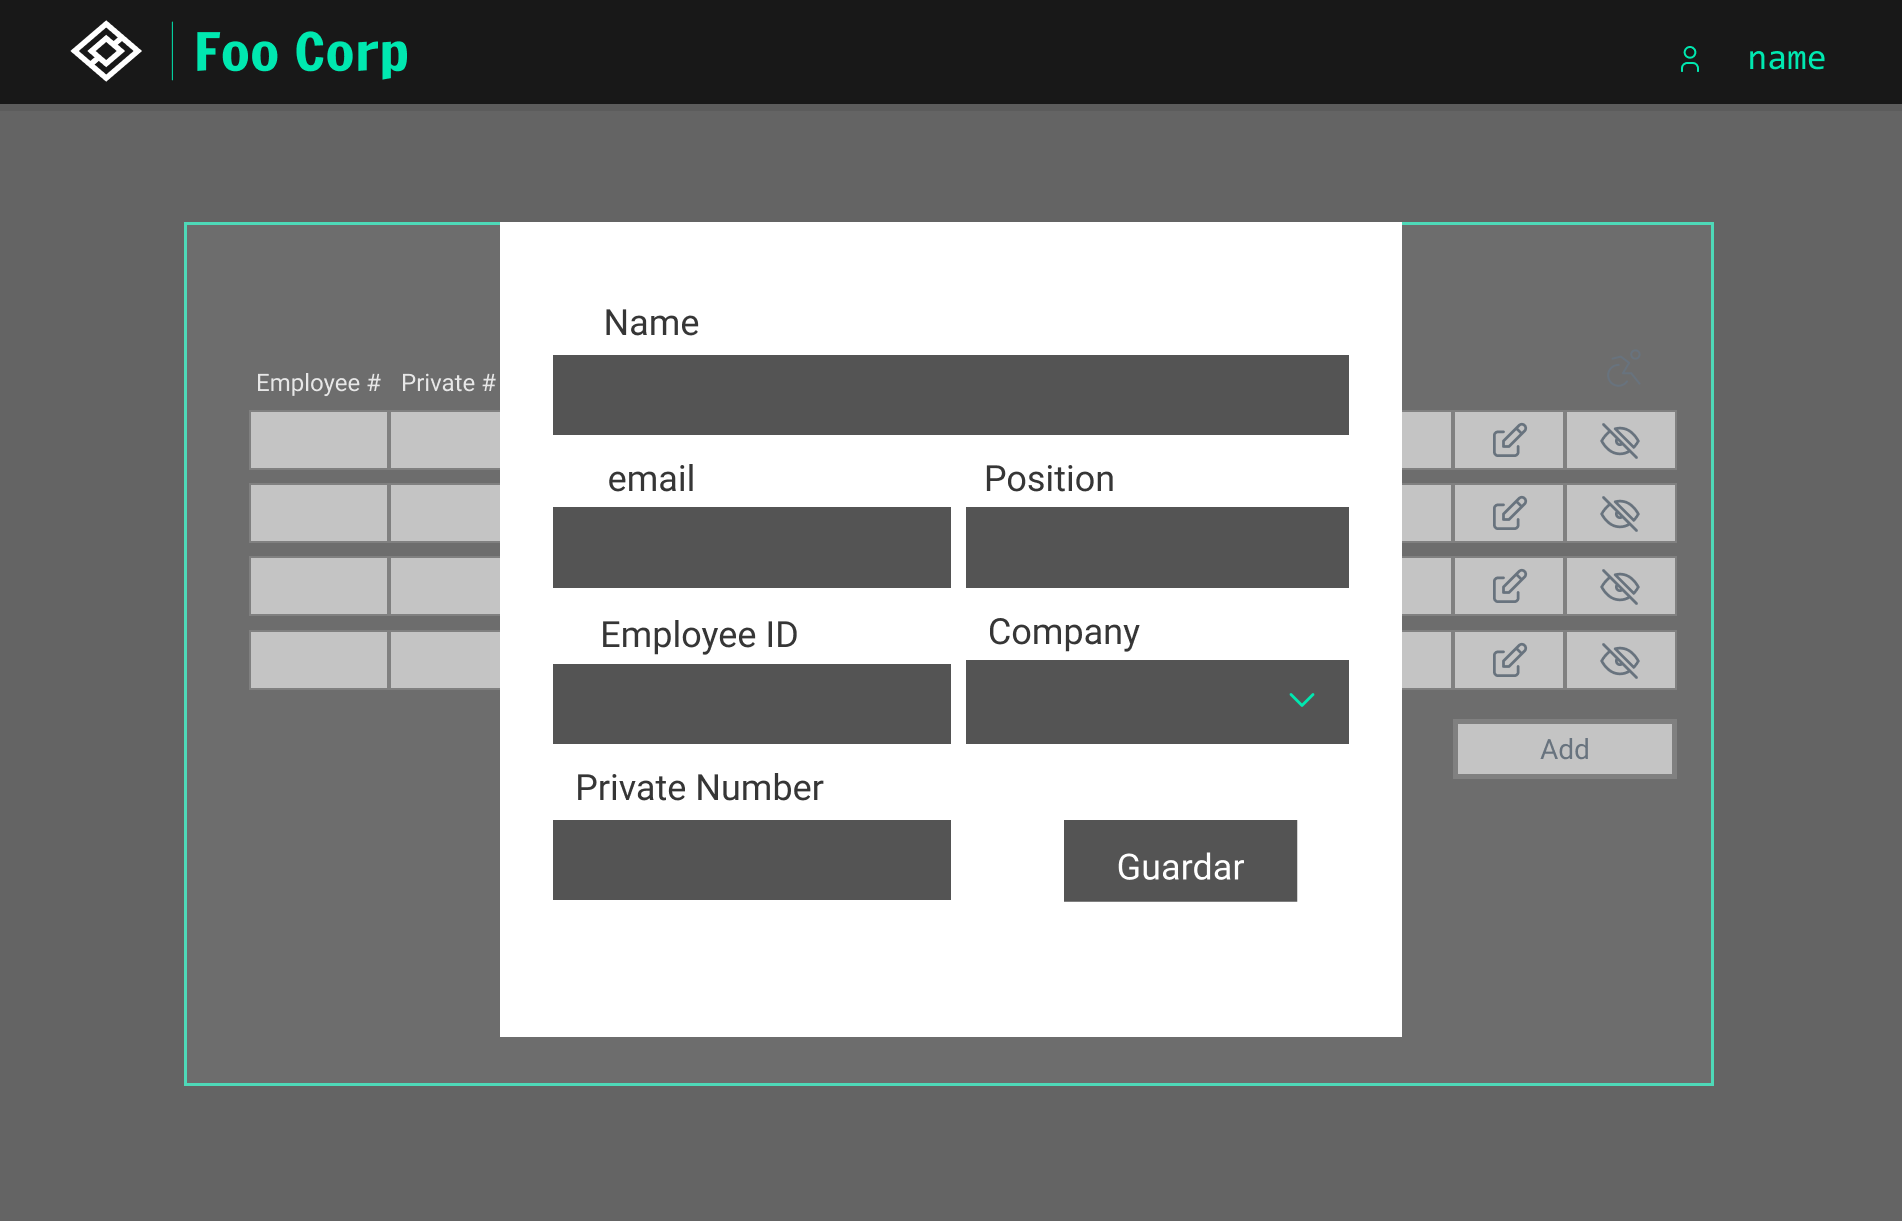 Foo Corp
name
Name
Employee #
Private #
email
Position
Employee ID
Company
Add
Private Number
Guardar